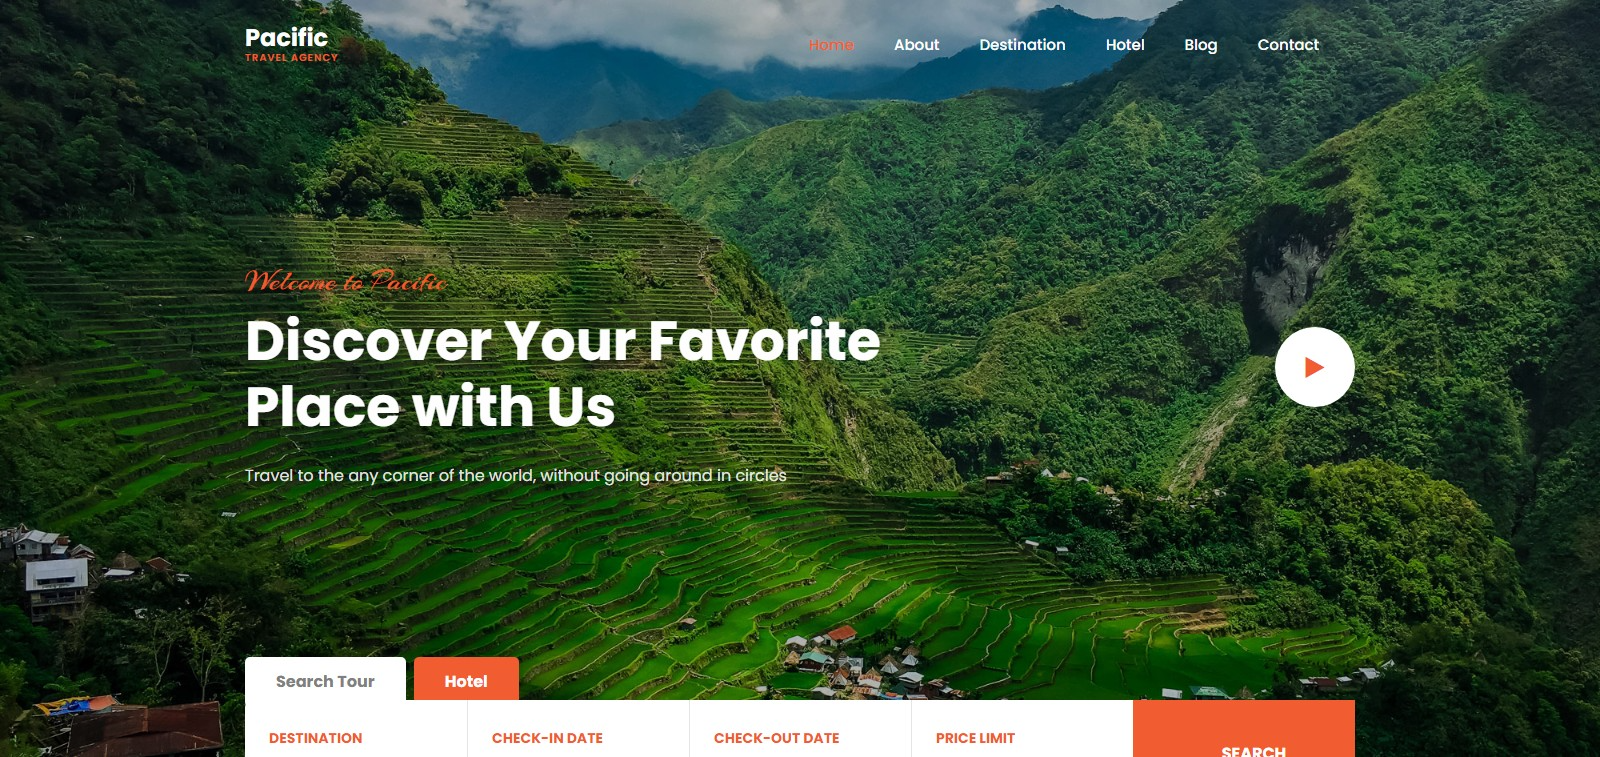 Pacific
TRAVEL AGENCY
Home About Destination Hotel Blog Contact
Welcome to Pacific
Discover Your Favorite
Place with Us
Travel to the any corner of the world, without going around in circles
Search Tour Hotel
DESTINATION CHECK-IN DATE CHECK-OUT DATE PRICE LIMIT
SEARCH